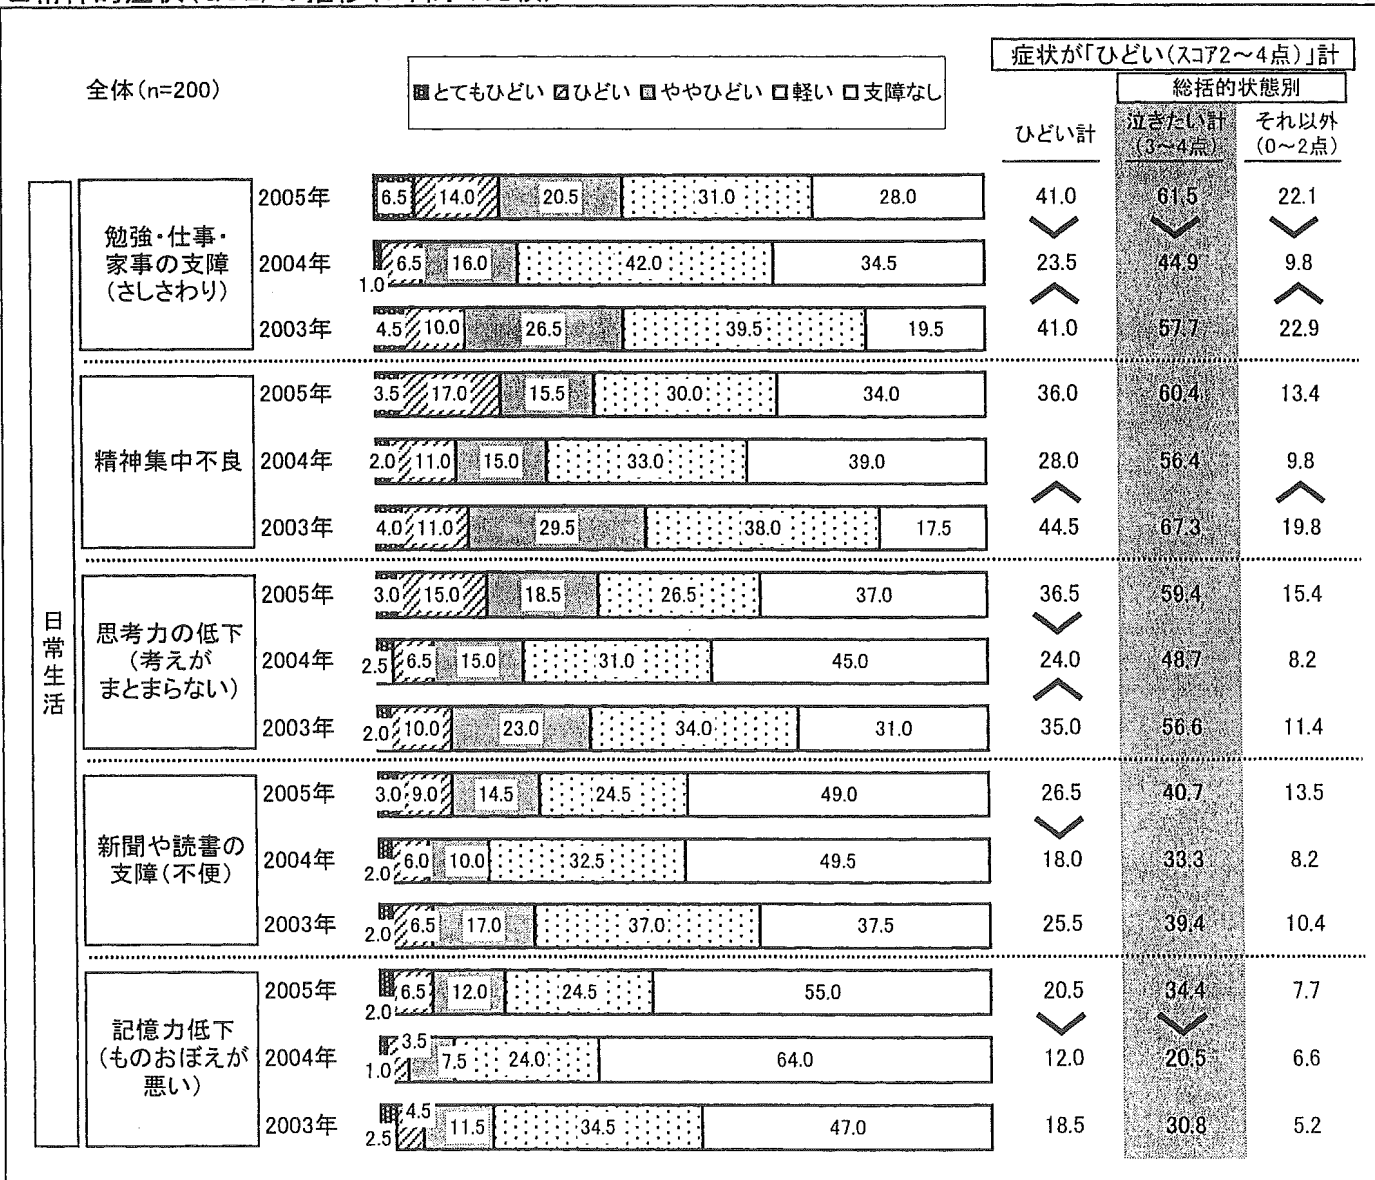 全体(n=200)
■とてもひどい ▨ひどい ▩ややひどい □軽い □支障なし
症状が「ひどい(スコア2～4点)」計
総括的状態別
ひどい計
泣きたい計
(3～4点)
それ以外
(0～2点)
日常生活
勉強・仕事・
家事の支障
(さしさわり)
2005年 6.5 14.0 20.5 31.0 28.0 41.0 61.5 22.1
2004年 1.0 6.5 16.0 42.0 34.5 23.5 44.9 9.8
2003年 4.5 10.0 26.5 39.5 19.5 41.0 57.7 22.9
精神集中不良
2005年 3.5 17.0 15.5 30.0 34.0 36.0 60.4 13.4
2004年 2.0 11.0 15.0 33.0 39.0 28.0 56.4 9.8
2003年 4.0 11.0 29.5 38.0 17.5 44.5 67.3 19.8
思考力の低下
(考えが
まとまらない)
2005年 3.0 15.0 18.5 26.5 37.0 36.5 59.4 15.4
2004年 2.5 6.5 15.0 31.0 45.0 24.0 48.7 8.2
2003年 2.0 10.0 23.0 34.0 31.0 35.0 56.6 11.4
新聞や読書の
支障(不便)
2005年 3.0 9.0 14.5 24.5 49.0 26.5 40.7 13.5
2004年 2.0 6.0 10.0 32.5 49.5 18.0 33.3 8.2
2003年 2.0 6.5 17.0 37.0 37.5 25.5 39.4 10.4
記憶力低下
(ものおぼえが
悪い)
2005年 2.0 6.5 12.0 24.5 55.0 20.5 34.4 7.7
2004年 1.0 3.5 7.5 24.0 64.0 12.0 20.5 6.6
2003年 2.5 4.5 11.5 34.5 47.0 18.5 30.8 5.2